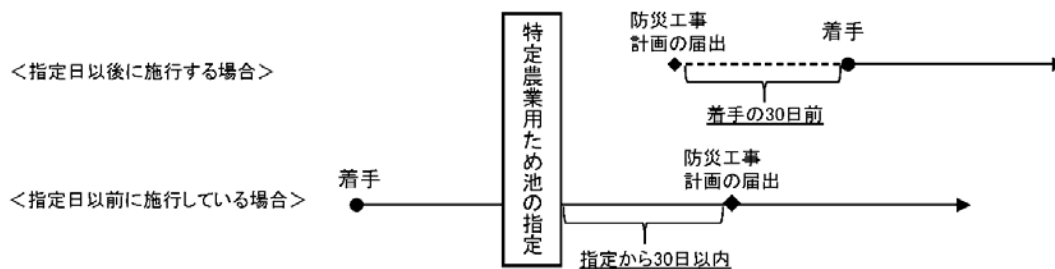 防災工事
計画の届出
着手
<指定日以後に施行する場合>
着手の30日前
特定農業用ため池の指定
防災工事
計画の届出
着手
<指定日以前に施行している場合>
指定から30日以内